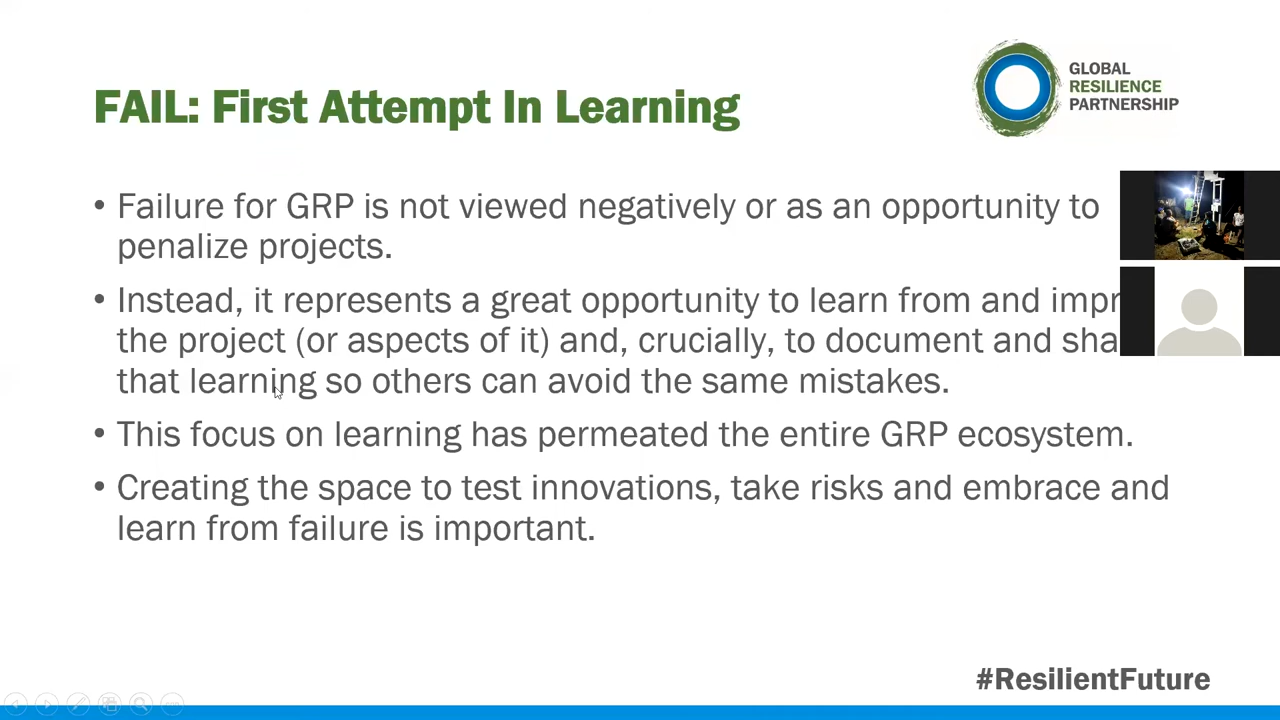 FAIL: First Attempt In Learning
GLOBAL
RESILIENCE
PARTNERSHIP
• Failure for GRP is not viewed negatively or as an opportunity to
penalize projects.
• Instead, it represents a great opportunity to learn from and
the project (or aspects of it) and, crucially, to document and
that learning so others can avoid the same mistakes.
• This focus on learning has permeated the entire GRP ecosystem.
• Creating the space to test innovations, take risks and embrace and
learn from failure is important.
#ResilientFuture